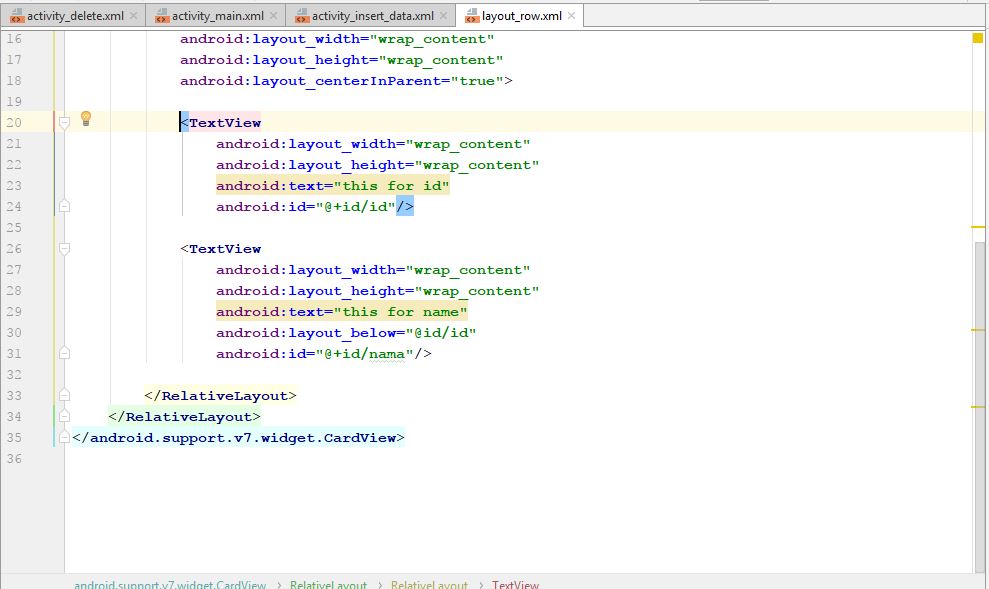 activity_delete.xml activity_main.xml activity_insert_data.xml layout_row.xml
16 android:layout_width="wrap_content"
17 android:layout_height="wrap_content"
18 android:layout_centerInParent="true">
19
20 <TextView
21 android:layout_width="wrap_content"
22 android:layout_height="wrap_content"
23 android:text="this for id"
24 android:id="@+id/id"/>
25
26 <TextView
27 android:layout_width="wrap_content"
28 android:layout_height="wrap_content"
29 android:text="this for name"
30 android:layout_below="@id/id"
31 android:id="@+id/nama"/>
32
33 </RelativeLayout>
34 </RelativeLayout>
35 </android.support.v7.widget.CardView>
36
android.support.v7.widget.CardView > RelativeLayout > RelativeLayout > TextView